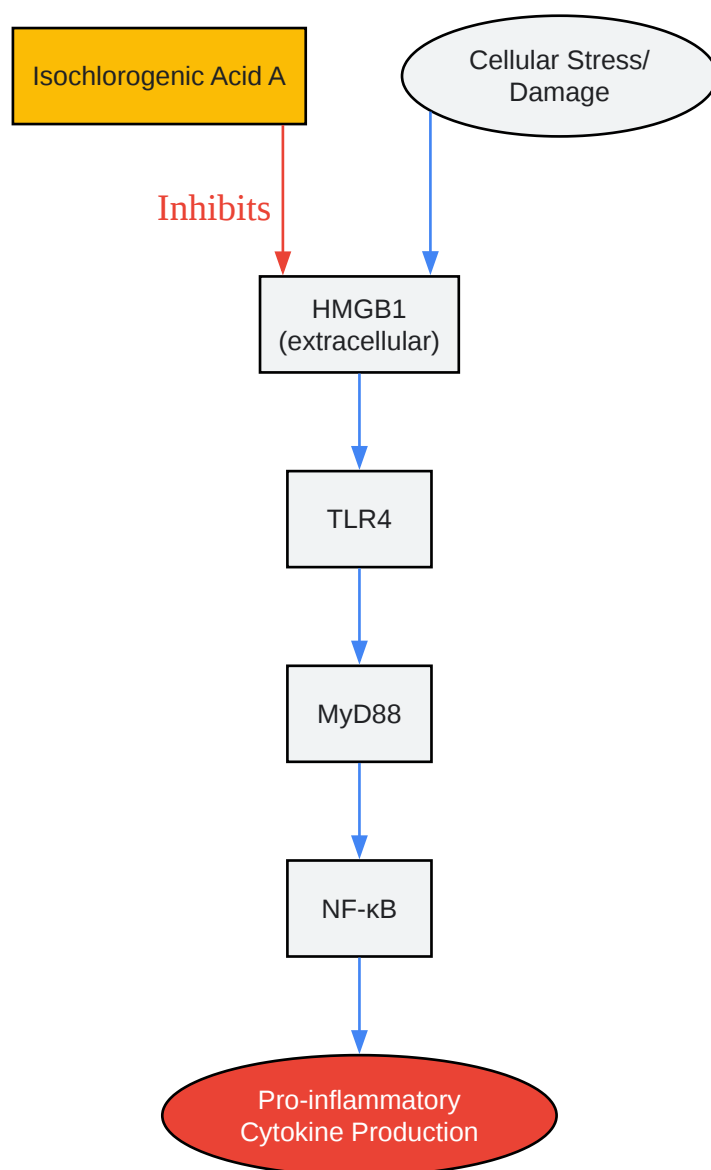 Isochlorogenic Acid A
Cellular Stress/
Damage
Inhibits
HMGB1
(extracellular)
TLR4
MyD88
NF-κB
Pro-inflammatory
Cytokine Production